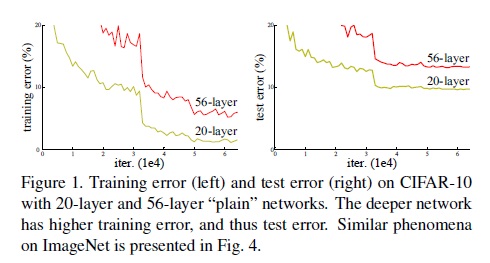 20
10
0
training error (%)
0 1 2 3 4 5 6
iter. (1e4)
56-layer
20-layer
20
10
0
test error (%)
0 1 2 3 4 5 6
iter. (1e4)
56-layer
20-layer
Figure 1. Training error (left) and test error (right) on CIFAR-10
with 20-layer and 56-layer “plain” networks. The deeper network
has higher training error, and thus test error. Similar phenomena
on ImageNet is presented in Fig. 4.